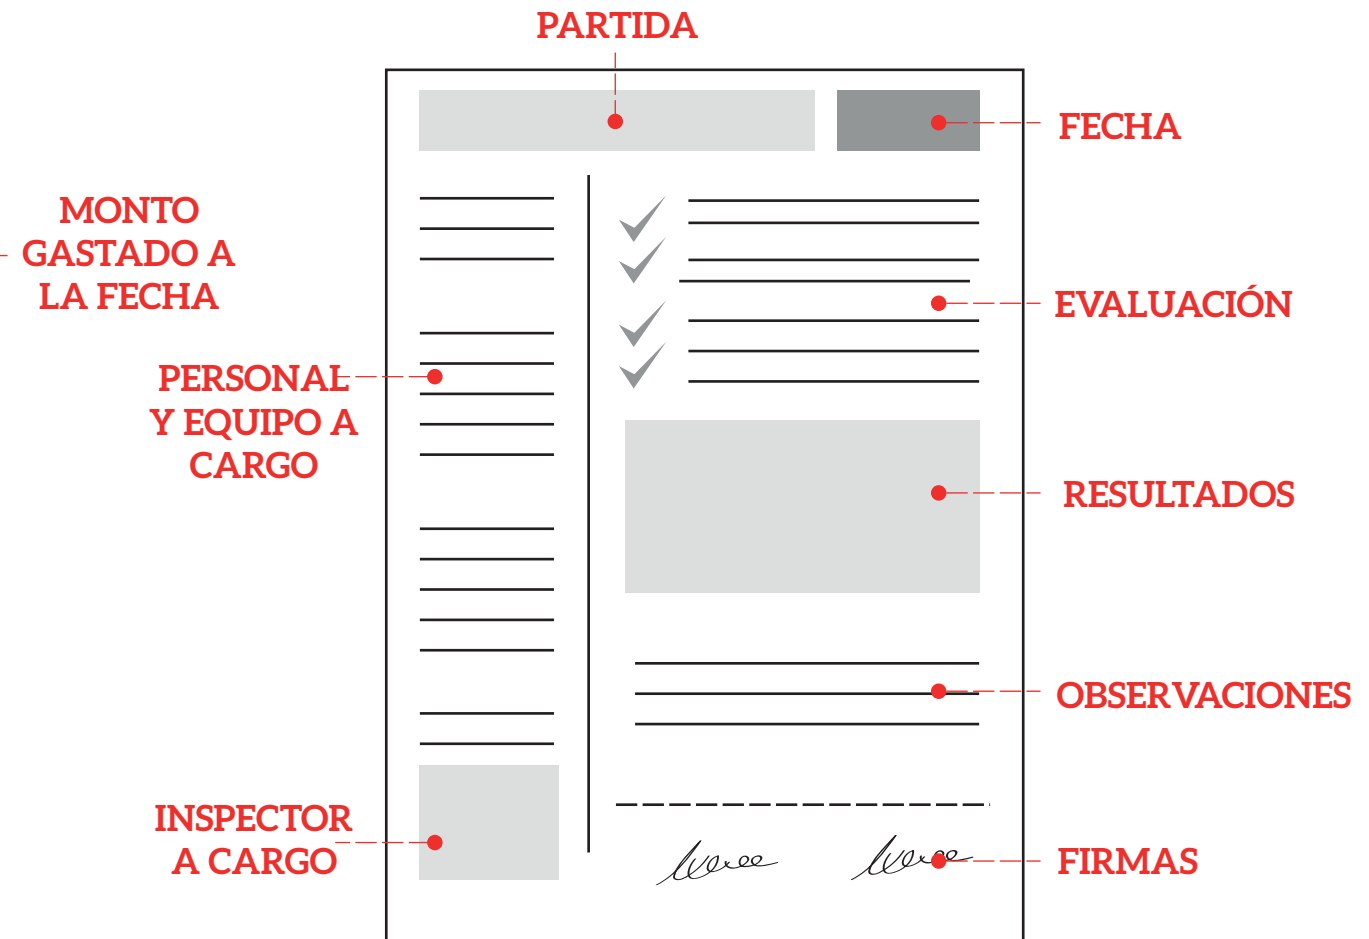 PARTIDA
FECHA
MONTO
GASTADO A
LA FECHA
EVALUACIÓN
PERSONAL
Y EQUIPO A
CARGO
RESULTADOS
OBSERVACIONES
INSPECTOR
A CARGO
FIRMAS